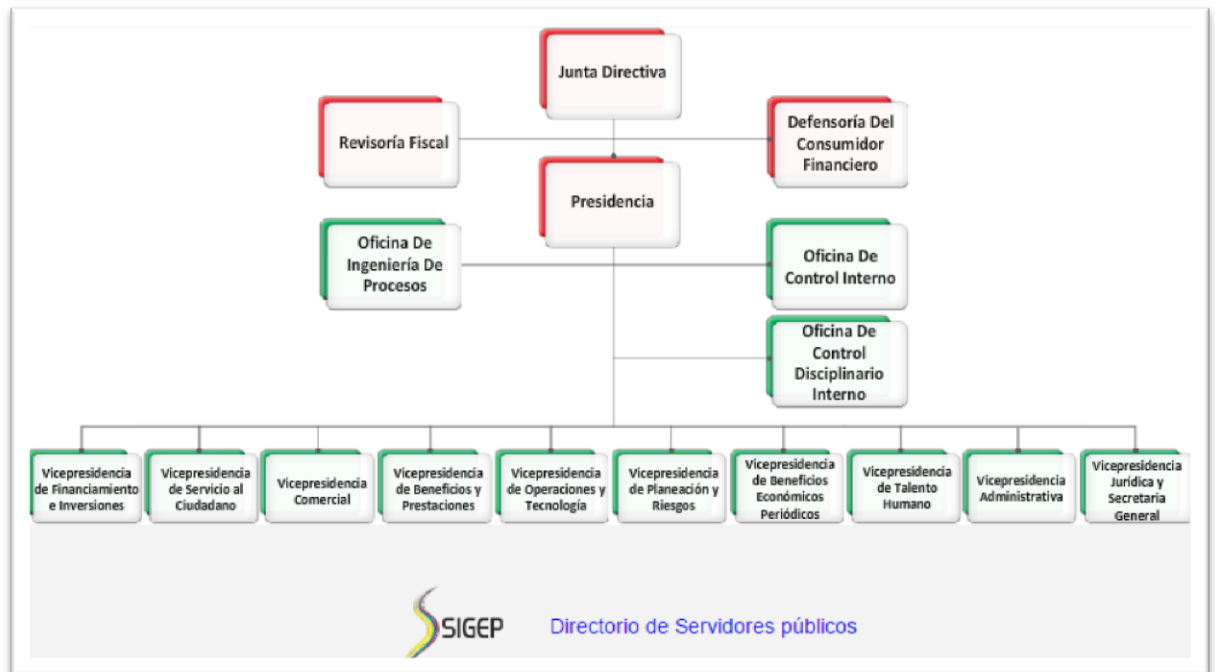 Junta Directiva
Revisoría Fiscal
Defensoría Del
Consumidor
Financiero
Presidencia
Oficina De
Ingeniería De
Procesos
Oficina De
Control Interno
Oficina De
Control
Disciplinario
Interno
Vicepresidencia
de Financiamiento
e Inversiones
Vicepresidencia
de Servicio al
Ciudadano
Vicepresidencia
Comercial
Vicepresidencia
de Beneficios y
Prestaciones
Vicepresidencia
de Operaciones y
Tecnología
Vicepresidencia
de Planeación y
Riesgos
Vicepresidencia
de Beneficios
Económicos
Periódicos
Vicepresidencia
de Talento
Humano
Vicepresidencia
Administrativa
Vicepresidencia
Jurídica y
Secretaria
General
SIGEP
Directorio de Servidores públicos